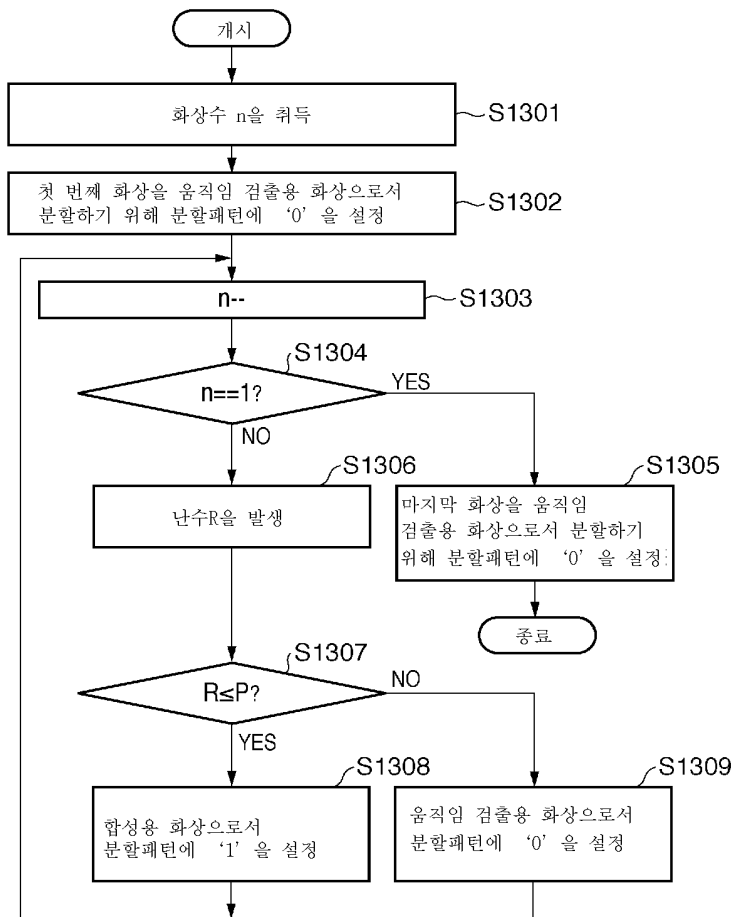 개시
화상수 n을 취득
S1301
첫 번째 화상을 움직임 검출용 화상으로서
분할하기 위해 분할패턴에 ‘0’을 설정
S1302
n--
S1303
S1304
n==1?
YES
NO
S1306
난수R을 발생
S1305
마지막 화상을 움직임
검출용 화상으로서 분할하기
위해 분할패턴에 ‘0’을 설정
종료
S1307
R≤P?
NO
YES
S1308
합성용 화상으로서
분할패턴에 ‘1’을 설정
S1309
움직임 검출용 화상으로서
분할패턴에 ‘0’을 설정